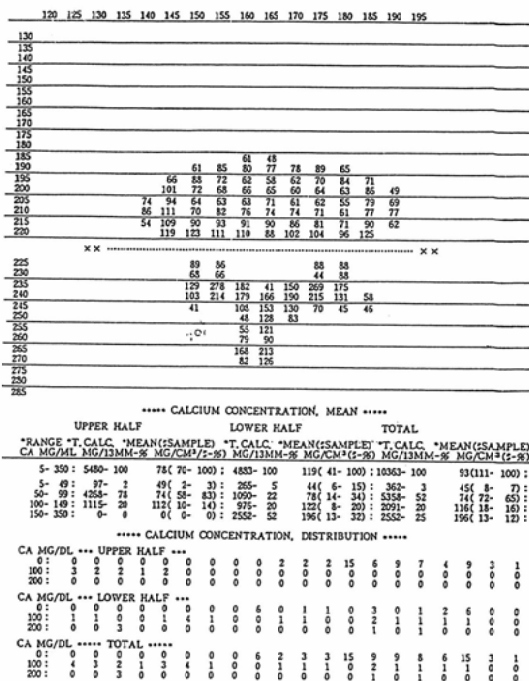 120 125 130 135 140 145 150 155 160 165 170 175 180 185 190 195
130
135
140
145
150
155
160
165
170
175
180
185 61 48
190 61 85 80 77 78 89 65
195 66 88 72 62 58 62 70 84 71
200 101 72 68 66 65 60 64 63 85 49
205 74 94 64 63 63 71 61 62 55 79 69
210 86 111 70 82 76 74 74 71 61 77 77
215 54 109 90 93 91 90 86 81 71 90 62
220 119 123 111 110 88 102 104 96 125
×× ×××
225 89 86 88 88
230 68 66 44 88
235 129 278 182 41 150 269 175
240 103 214 179 166 190 215 131 58
245 41 108 153 130 70 45 46
250 48 128 83
255 55 121
260 79 90
265 168 213
270 82 126
275
280
285
••••• CALCIUM CONCENTRATION, MEAN •••••
UPPER HALF LOWER HALF TOTAL
*RANGE *T. CALC, *MEAN(±SAMPLE) *T. CALC, *MEAN(±SAMPLE) *T. CALC, *MEAN(±SAMPLE)
CA MG/ML MG/13MM-% MG/CM³(±-%) MG/13MM-% MG/CM³(±-%) MG/13MM-% MG/CM³(±-%)
5- 350: 5480- 100 78( 70- 100): 4883- 100 119( 41- 100): 10363- 100 93(111- 100):
5- 49: 97- 2 49( 2- 3): 265- 5 44( 6- 15): 362- 3 45( 8- 7):
50- 99: 4258- 78 74( 58- 83): 1090- 22 78( 14- 34): 5358- 52 74( 72- 65):
100- 149: 1115- 20 112( 10- 14): 975- 20 122( 8- 20): 2091- 20 116( 18- 16):
150- 350: 0- 0 0( 0- 0): 2552- 52 196( 13- 32): 2552- 25 196( 13- 12):
••••• CALCIUM CONCENTRATION, DISTRIBUTION •••••
CA MG/DL ••• UPPER HALF •••
0: 0 0 0 0 0 0 0 0 2 2 2 15 6 9 7 4 9 3 1
100: 3 2 2 1 2 0 0 0 0 0 0 0 0 0 0 0 0 0 0
200: 0 0 0 0 0 0 0 0 0 0 0 0 0 0 0 0 0 0 0
CA MG/DL ••• LOWER HALF •••
0: 0 0 0 0 0 0 6 0 1 1 0 3 0 1 2 6 0 0
100: 1 1 0 0 1 4 1 0 0 1 1 0 2 1 1 1 1 0 0
200: 0 0 3 0 0 0 0 0 0 0 0 0 1 0 1 0 0 0 0
CA MG/DL ••••• TOTAL •••••
0: 0 0 0 0 0 0 0 6 2 3 3 15 9 9 8 6 15 3 1
100: 4 3 2 1 3 4 1 0 0 1 1 0 2 1 1 1 1 0 0
200: 0 0 3 0 0 0 0 0 0 0 0 0 1 0 1 0 0 0 0